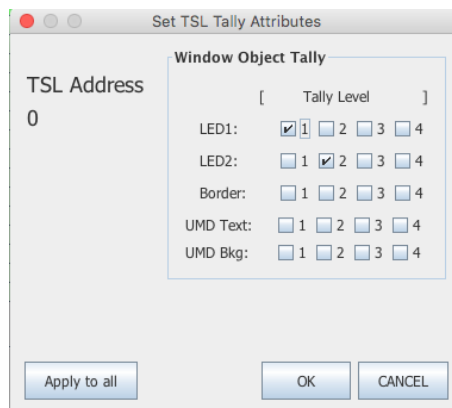 Set TSL Tally Attributes
TSL Address
0
Window Object Tally
[ Tally Level ]
LED1: 1 2 3 4
LED2: 1 2 3 4
Border: 1 2 3 4
UMD Text: 1 2 3 4
UMD Bkg: 1 2 3 4
Apply to all OK CANCEL